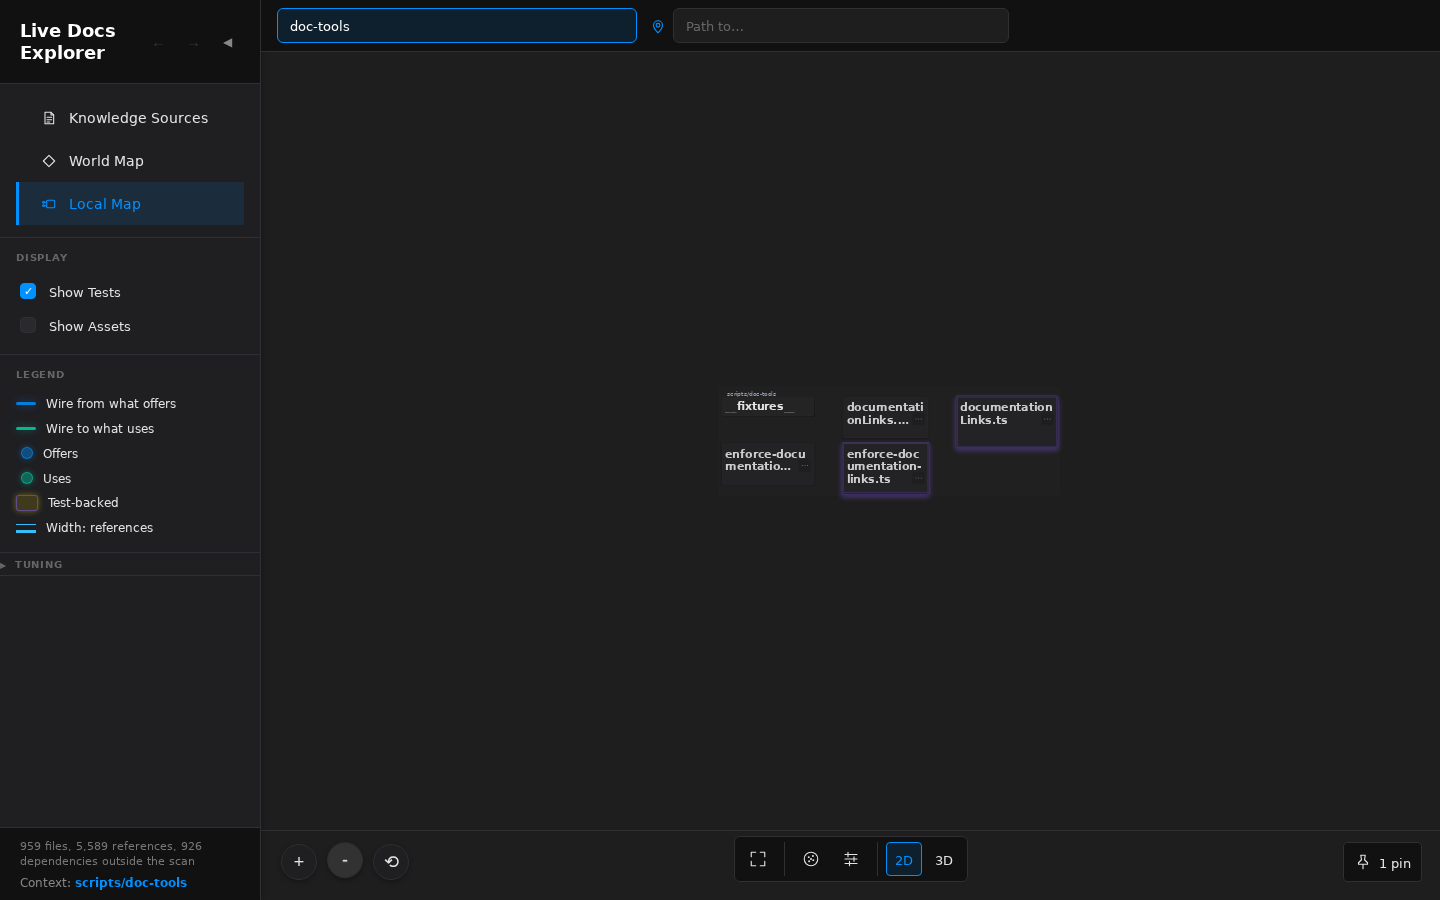 Live Docs
Explorer
← → ◀
Knowledge Sources
World Map
Local Map
DISPLAY
✓ Show Tests
Show Assets
LEGEND
Wire from what offers
Wire to what uses
Offers
Uses
Test-backed
Width: references
▶ TUNING
959 files, 5,589 references, 926
dependencies outside the scan
Context: scripts/doc-tools
doc-tools
Path to...
scripts/doc-tools
__fixtures__
documentati
onLinks.... ...
documentation
Links.ts ...
enforce-docu
mentatio... ...
enforce-doc
umentation-
links.ts ...
+ - ⟲
2D 3D
1 pin